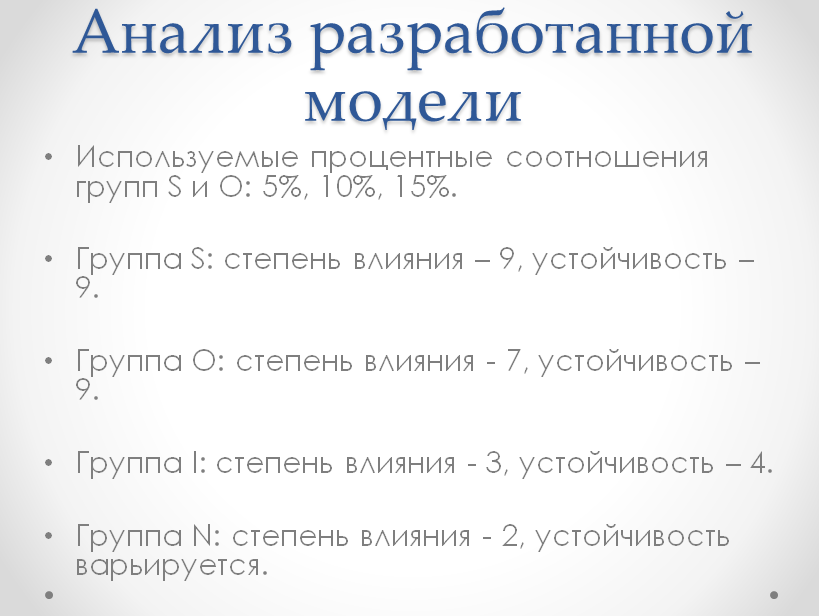 Анализ разработанной
модели
• Используемые процентные соотношения
групп S и O: 5%, 10%, 15%.
• Группа S: степень влияния – 9, устойчивость –
9.
• Группа O: степень влияния - 7, устойчивость –
9.
• Группа I: степень влияния - 3, устойчивость – 4.
• Группа N: степень влияния - 2, устойчивость
варьируется.